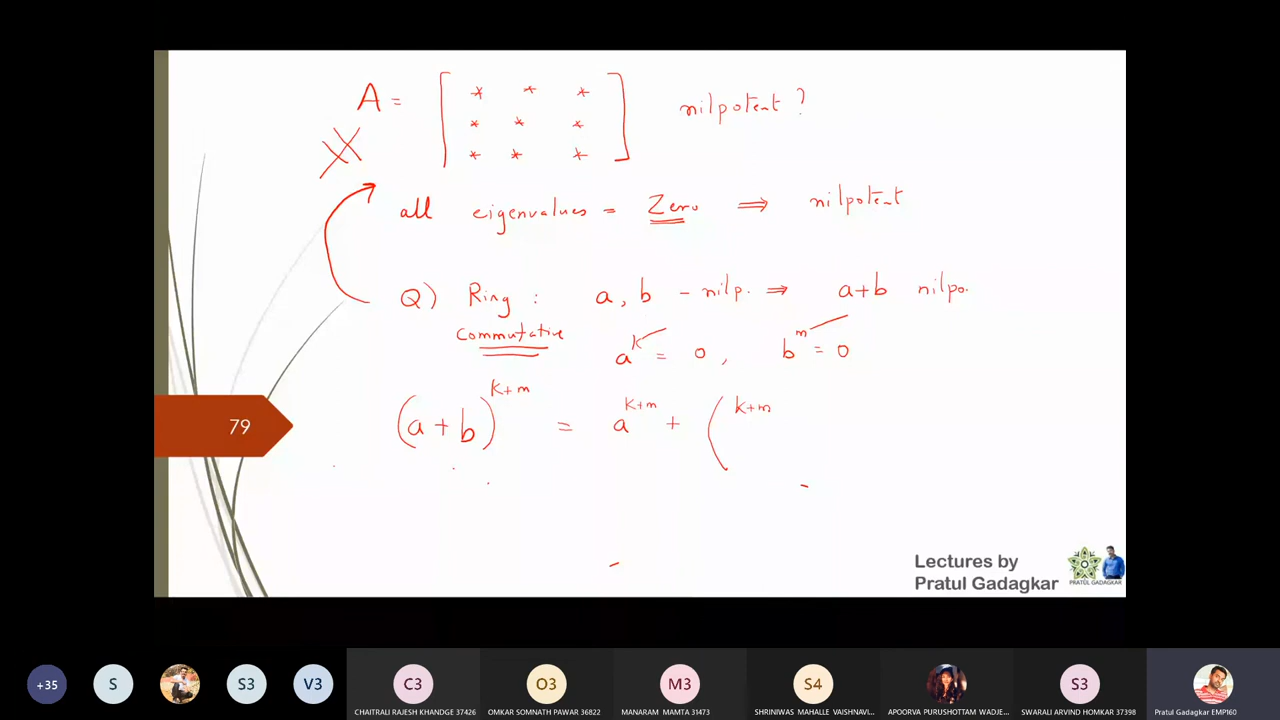 A = [ * * * nilpotent ?
* * *
* * * ]
all eigenvalues = Zero ⇒ nilpotent
Q) Ring : a, b - nilp. ⇒ a+b nilpo.
commutative
a^k = 0, b^m = 0
(a + b)^{k+m} = a^{k+m} + ( k+m
79
Lectures by
Pratul Gadagkar
PRATUL GADAGKAR
+35 S S3 V3 C3 O3 M3 S4 S3
CHAITRALI RAJESH KHANDGE 37426 OMKAR SOMNATH PAWAR 36822 MANARAM MAMTA 31473 SHRINIWAS MAHALLE VAISHNAVI... APOORVA PURUSHOTTAM WADJE... SWARALI ARVIND HOMKAR 37398 Pratul Gadagkar EMP160